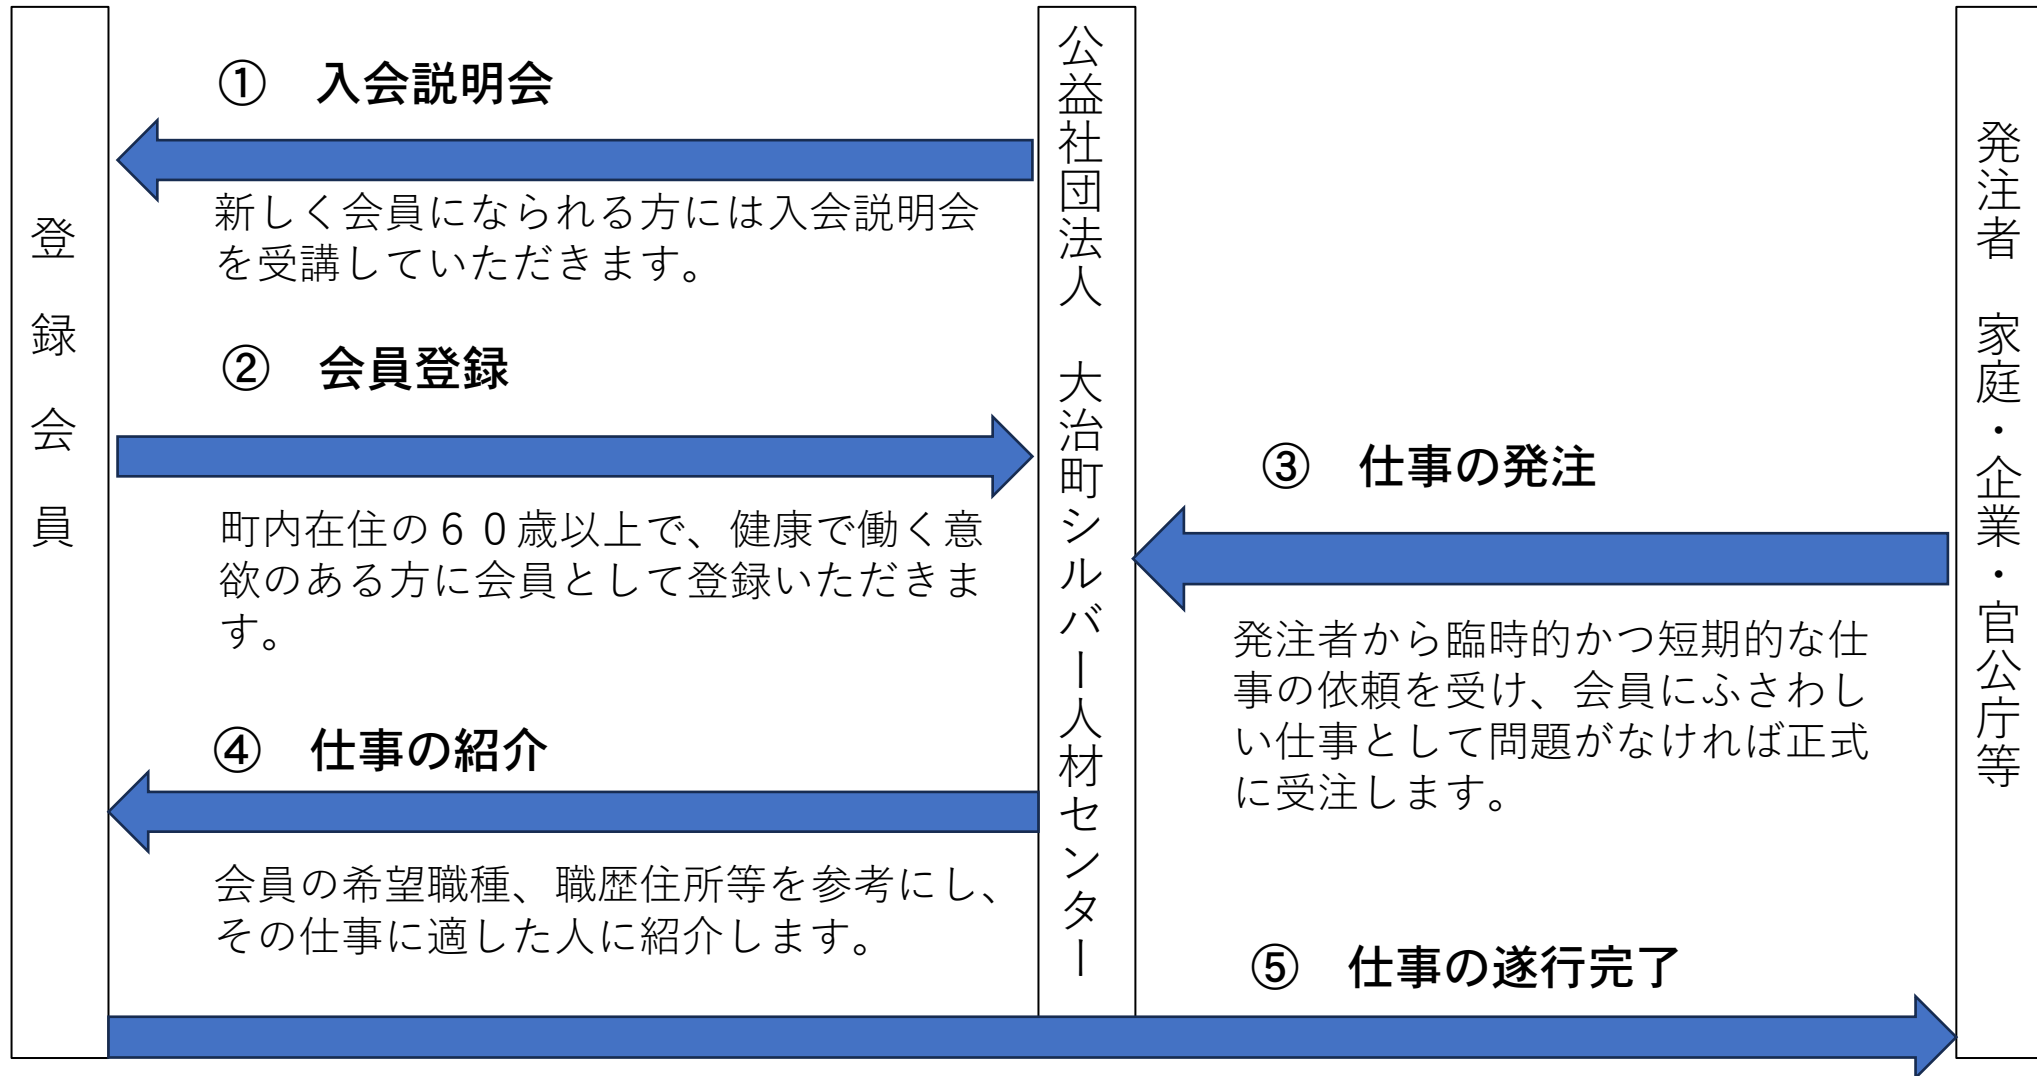 登録会員
① 入会説明会
新しく会員になられる方には入会説明会
を受講していただきます。
② 会員登録
町内在住の６０歳以上で、健康で働く意
欲のある方に会員として登録いただきま
す。
④ 仕事の紹介
会員の希望職種、職歴住所等を参考にし、
その仕事に適した人に紹介します。
公益社団法人 大治町シルバー人材センター
③ 仕事の発注
発注者から臨時的かつ短期的な仕
事の依頼を受け、会員にふさわし
い仕事として問題がなければ正式
に受注します。
⑤ 仕事の遂行完了
発注者 家庭・企業・官公庁等